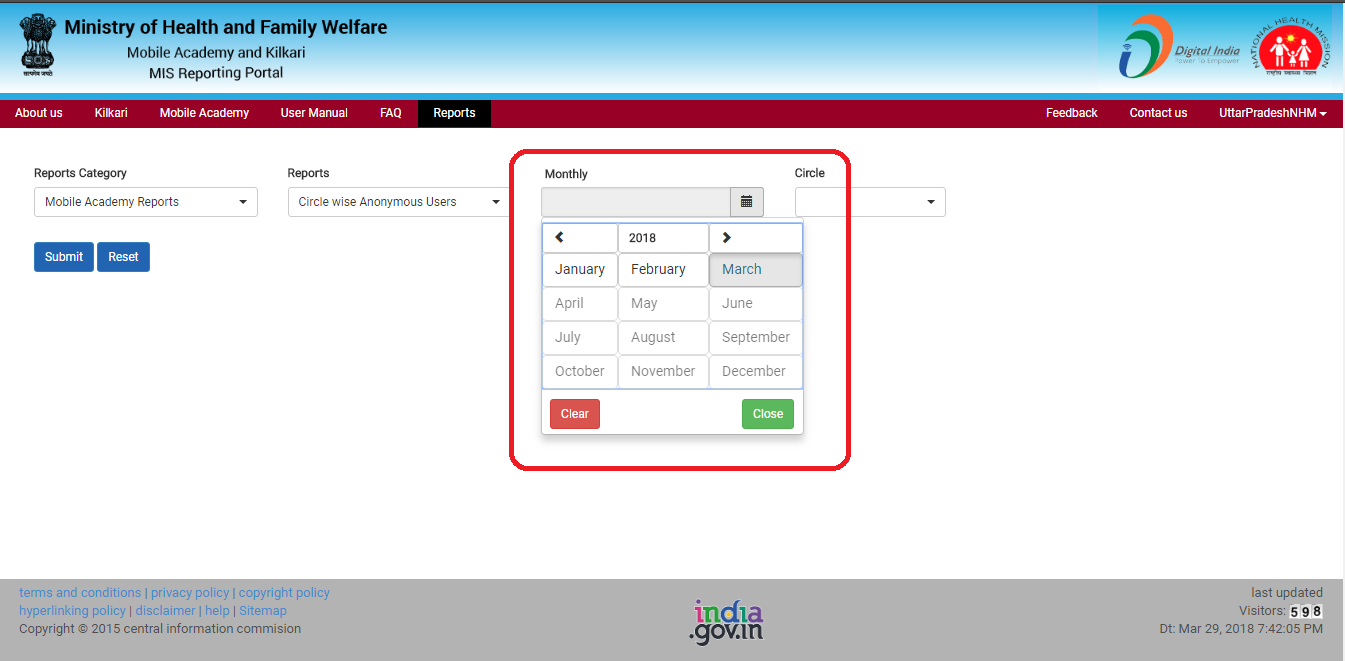 Ministry of Health and Family Welfare
Mobile Academy and Kilkari
MIS Reporting Portal
सत्यमेव जयते
Digital India
Power To Empower
NATIONAL HEALTH MISSION
About us Kilkari Mobile Academy User Manual FAQ Reports Feedback Contact us UttarPradeshNHM
Reports Category Reports Monthly Circle
Mobile Academy Reports Circle wise Anonymous Users
Submit Reset
2018
January February March
April May June
July August September
October November December
Clear Close
terms and conditions | privacy policy | copyright policy
hyperlinking policy | disclaimer | help | Sitemap
Copyright © 2015 central information commision
india
.gov.in
last updated
Visitors: 598
Dt: Mar 29, 2018 7:42:05 PM